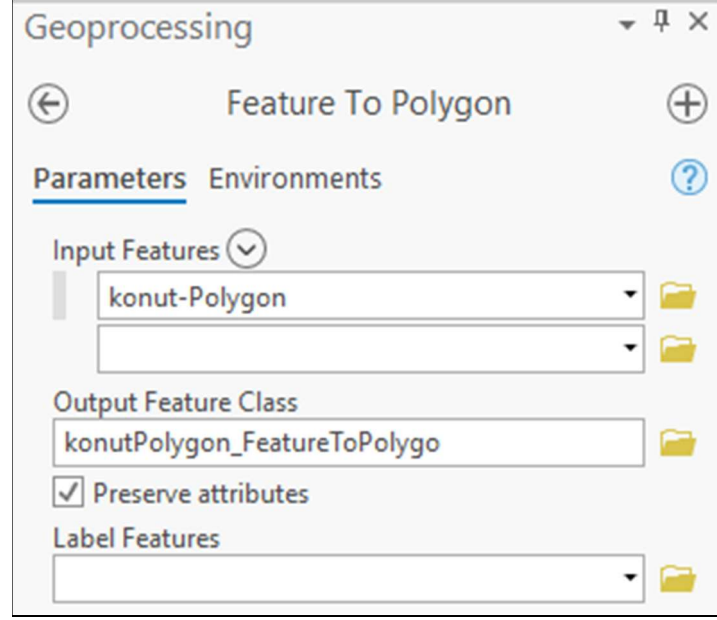 Geoprocessing
Feature To Polygon
Parameters Environments
Input Features
konut-Polygon
Output Feature Class
konutPolygon_FeatureToPolygo
Preserve attributes
Label Features